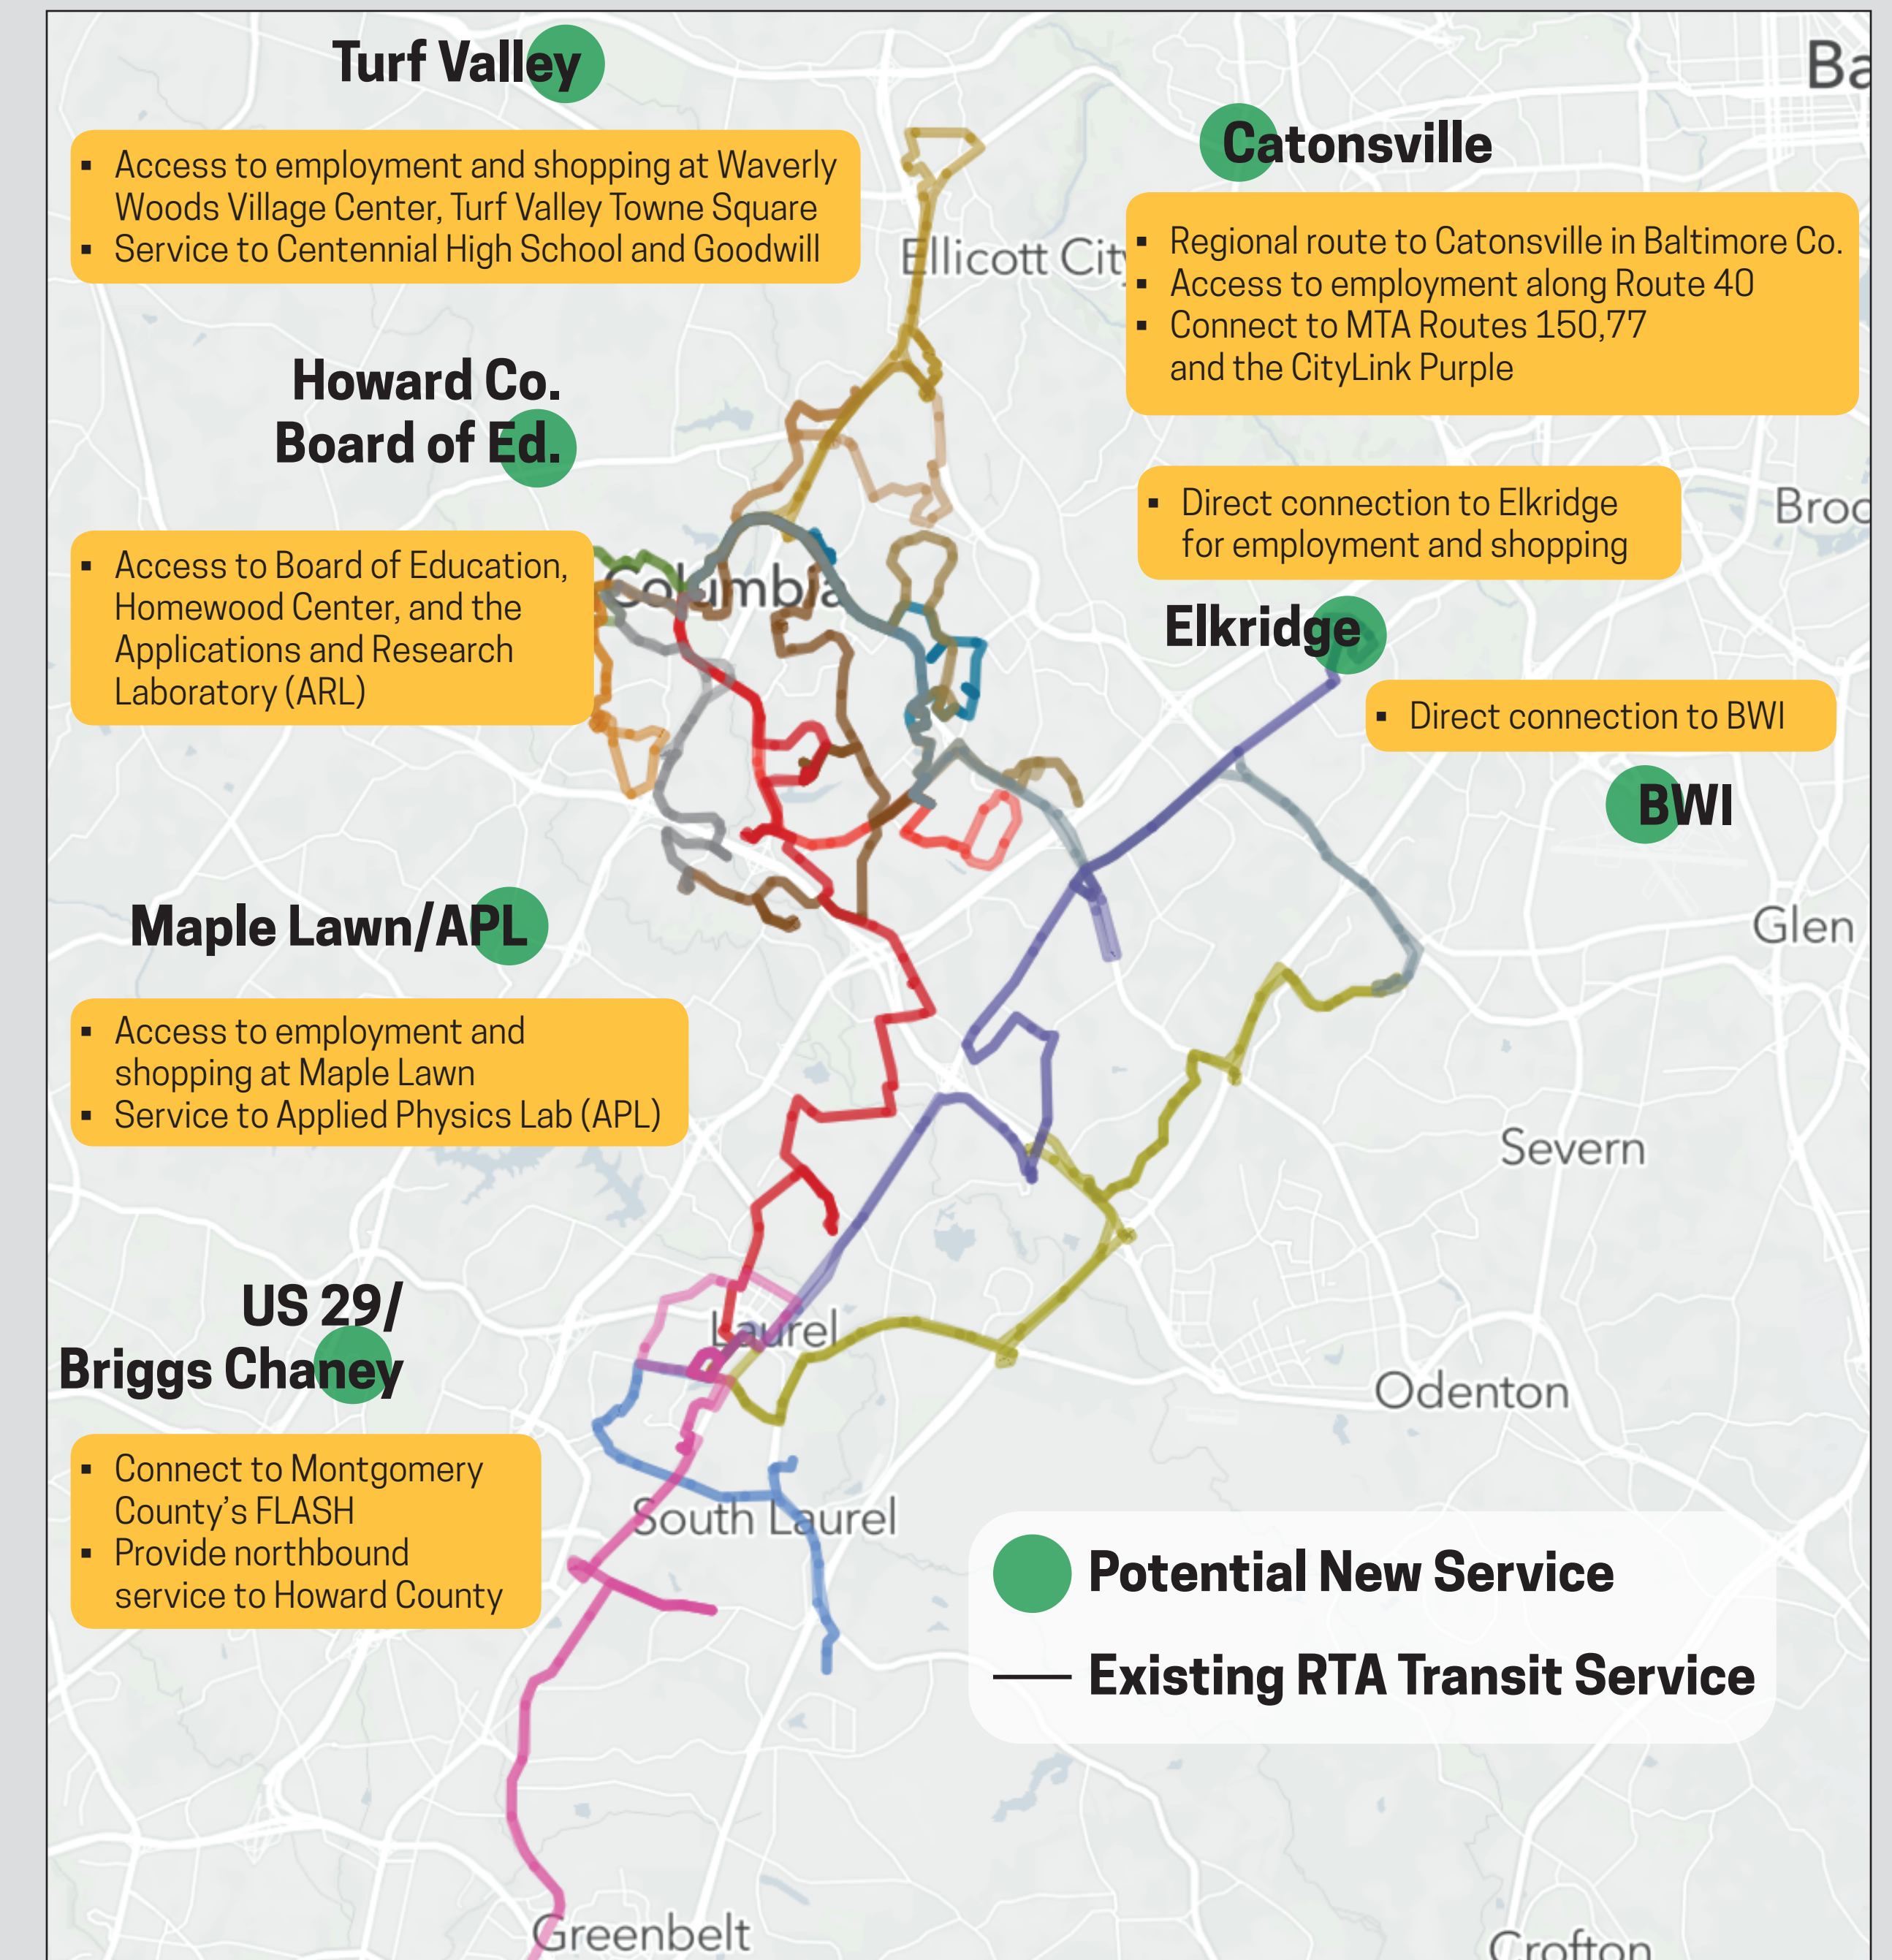 Turf Valley
▪ Access to employment and shopping at Waverly
Woods Village Center, Turf Valley Towne Square
▪ Service to Centennial High School and Goodwill
Ba
Catonsville
▪ Regional route to Catonsville in Baltimore Co.
▪ Access to employment along Route 40
▪ Connect to MTA Routes 150,77
and the CityLink Purple
Ellicott City
Howard Co.
Board of Ed.
▪ Access to Board of Education,
Homewood Center, and the
Applications and Research
Laboratory (ARL)
Columbia
▪ Direct connection to Elkridge
for employment and shopping
Broo
Elkridge
▪ Direct connection to BWI
BWI
Maple Lawn/APL
▪ Access to employment and
shopping at Maple Lawn
▪ Service to Applied Physics Lab (APL)
Glen
Severn
US 29/
Briggs Chaney
▪ Connect to Montgomery
County's FLASH
▪ Provide northbound
service to Howard County
Laurel
Odenton
South Laurel
Potential New Service
Existing RTA Transit Service
Greenbelt
Crofton